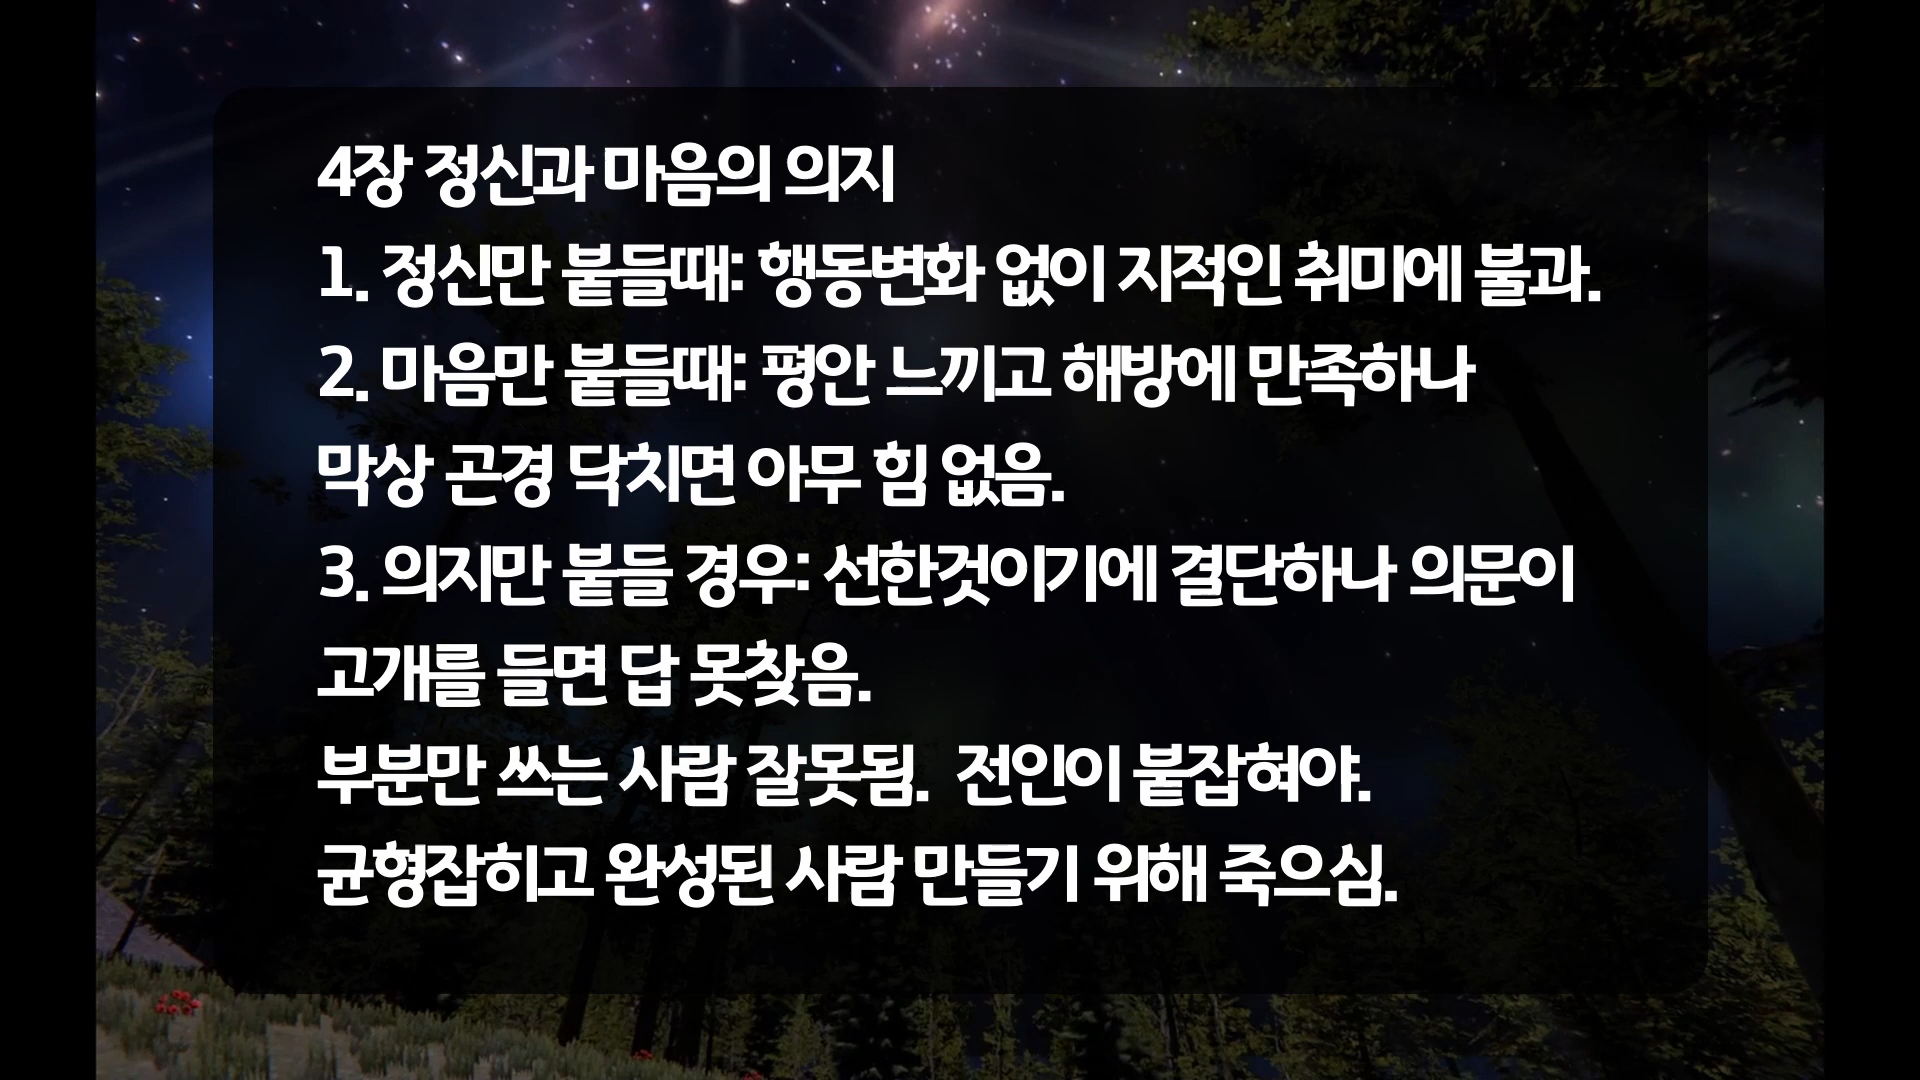 4장 정신과 마음의 의지
1. 정신만 붙들때: 행동변화 없이 지적인 취미에 불과.
2. 마음만 붙들때: 평안 느끼고 해방에 만족하나
막상 곤경 닥치면 아무 힘 없음.
3. 의지만 붙들 경우: 선한것이기에 결단하나 의문이
고개를 들면 답 못찾음.
부분만 쓰는 사람 잘못됨.  전인이 붙잡혀야.
균형잡히고 완성된 사람 만들기 위해 죽으심.